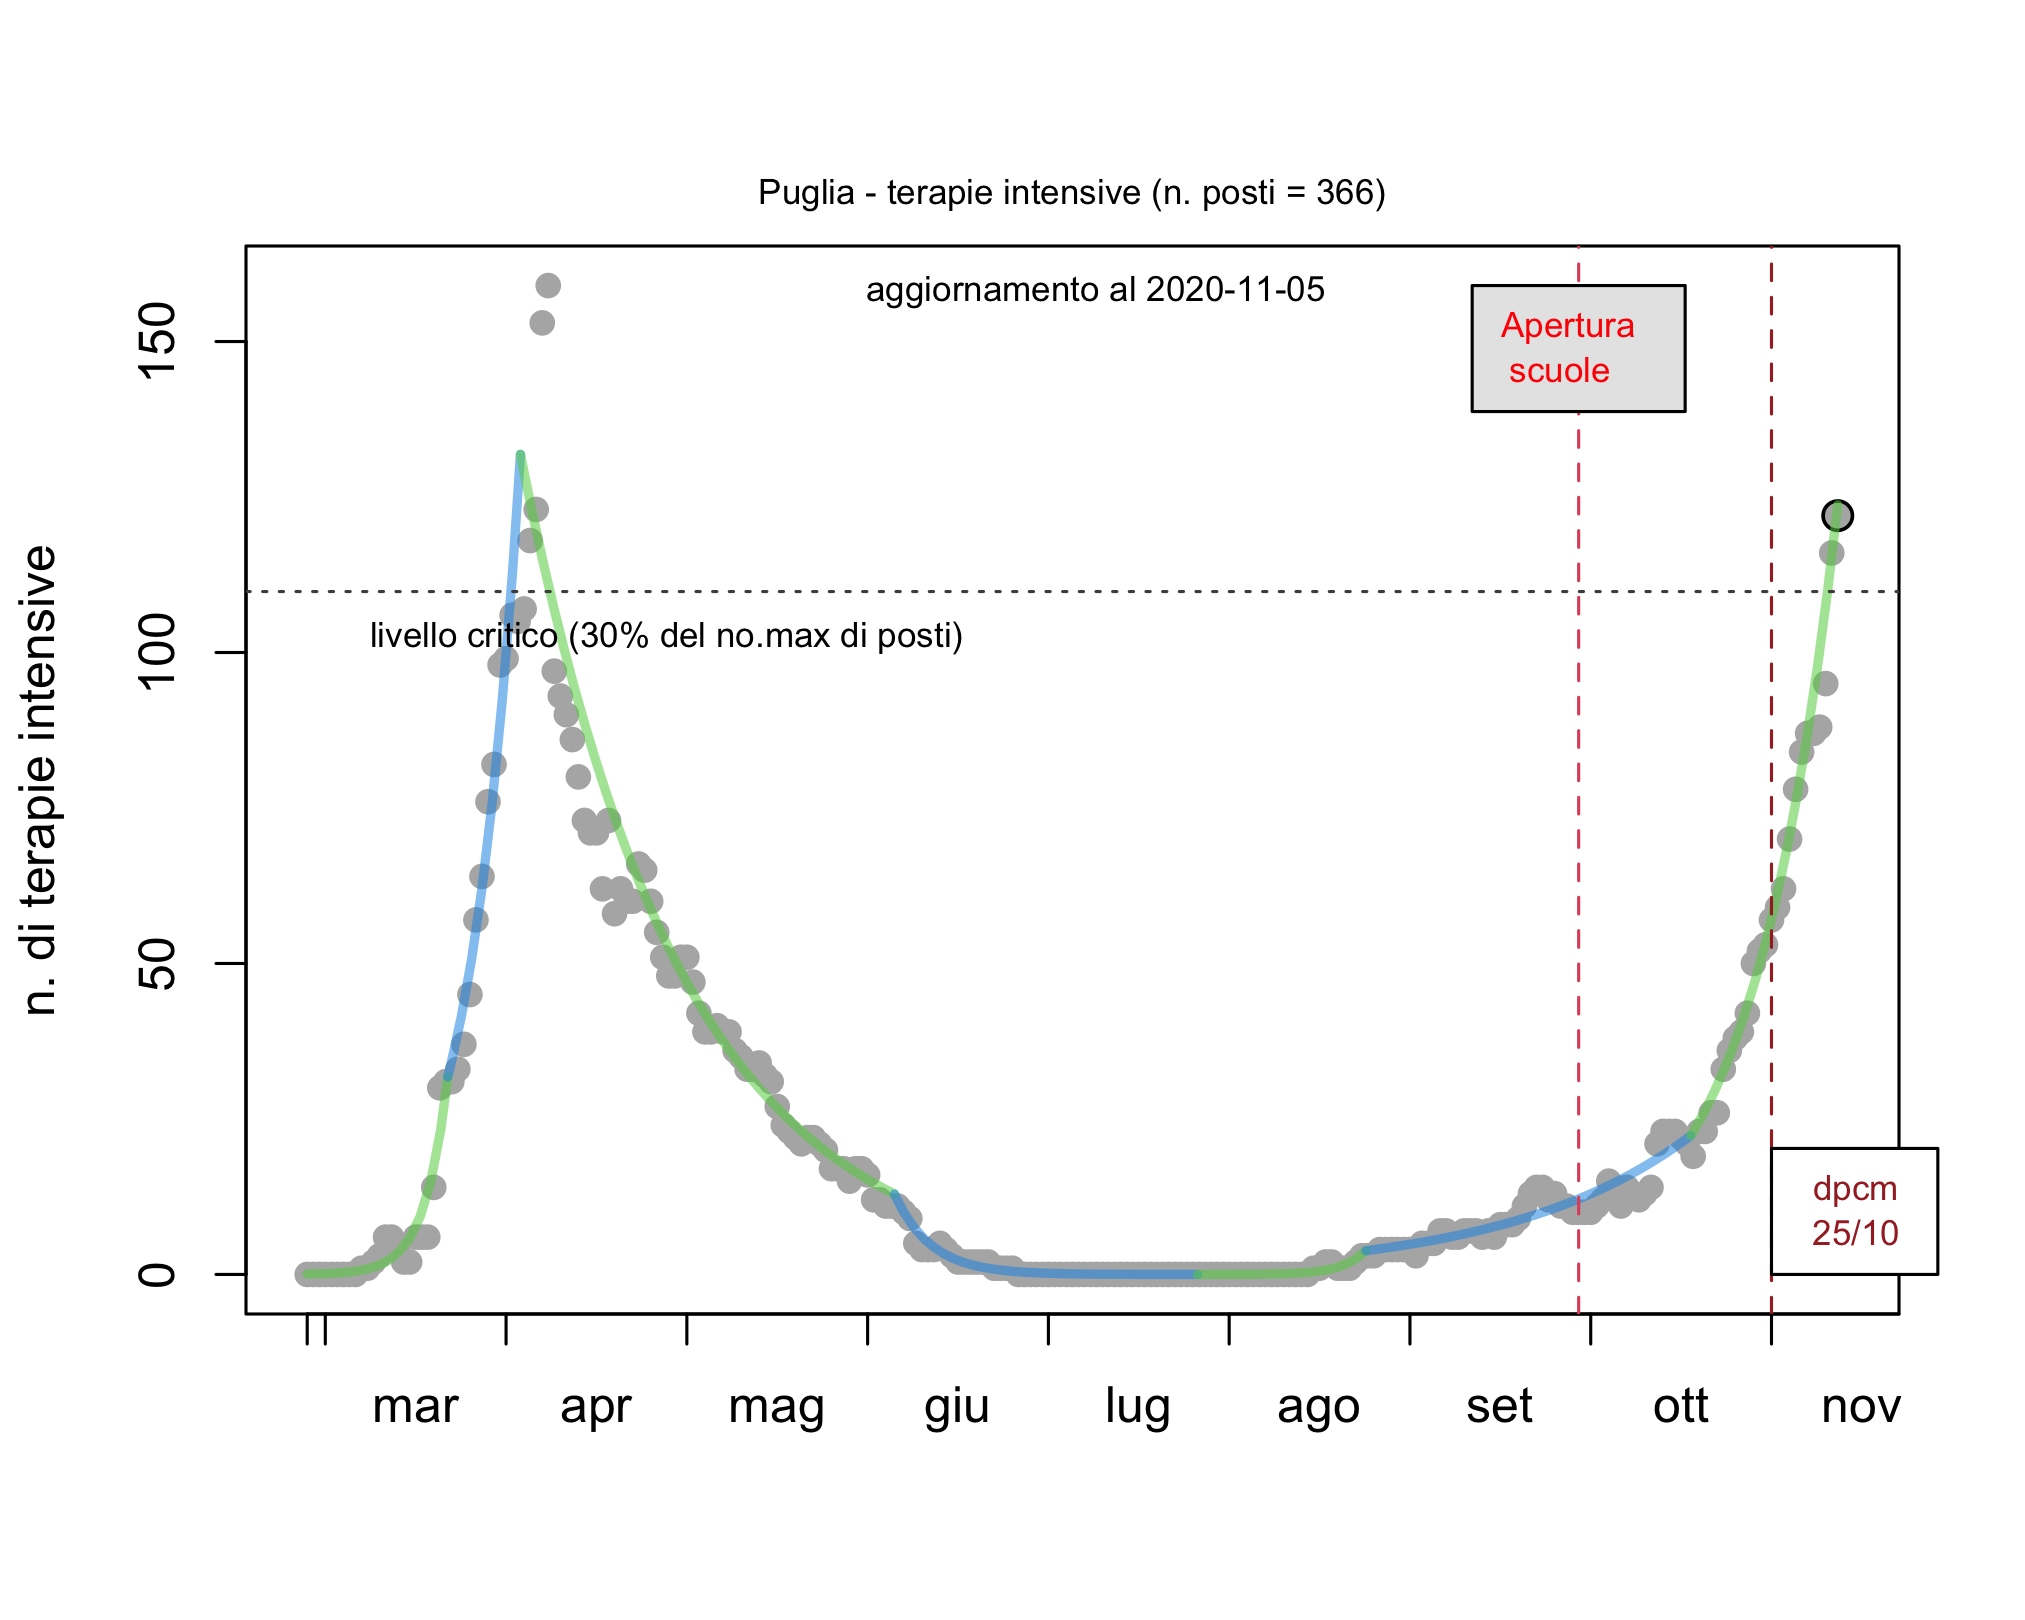 Puglia - terapie intensive (n. posti = 366)
aggiornamento al 2020-11-05
Apertura
scuole
livello critico (30% del no.max di posti)
n. di terapie intensive
150
100
50
0
dpcm
25/10
mar apr mag giu lug ago set ott nov